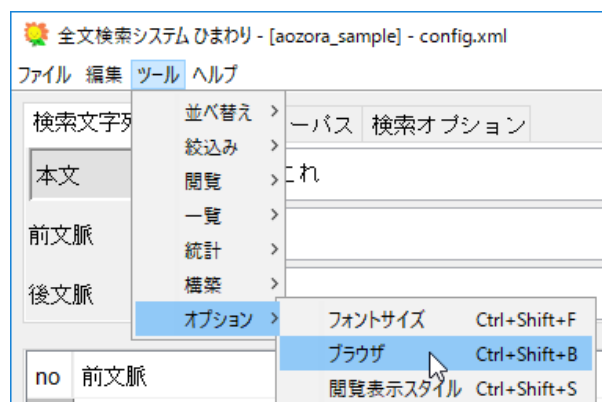 全文検索システム ひまわり - [aozora_sample] - config.xml
ファイル 編集 ツール ヘルプ
検索文字列 ーパス 検索オプション
並べ替え >
絞込み >
本文 これ
閲覧 >
一覧 >
前文脈
統計 >
構築 >
後文脈
オプション >
フォントサイズ Ctrl+Shift+F
ブラウザ Ctrl+Shift+B
閲覧表示スタイル Ctrl+Shift+S
no 前文脈